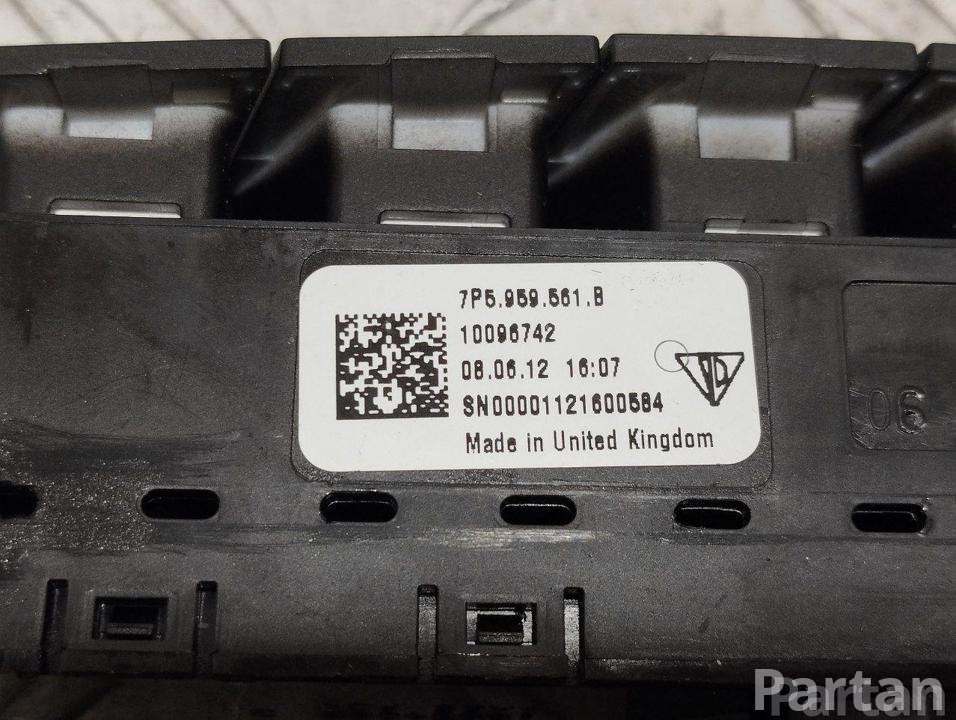 7P5.959.561.B
10096742
08.06.12 16:07
SN00001121600584
Made in United Kingdom
06
Partan